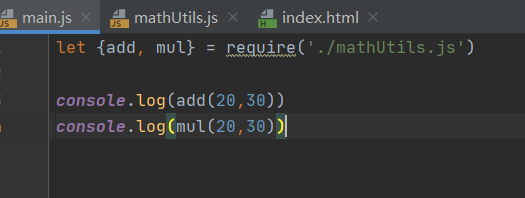 main.js mathUtils.js index.html
let {add, mul} = require('./mathUtils.js')
console.log(add(20,30))
console.log(mul(20,30))